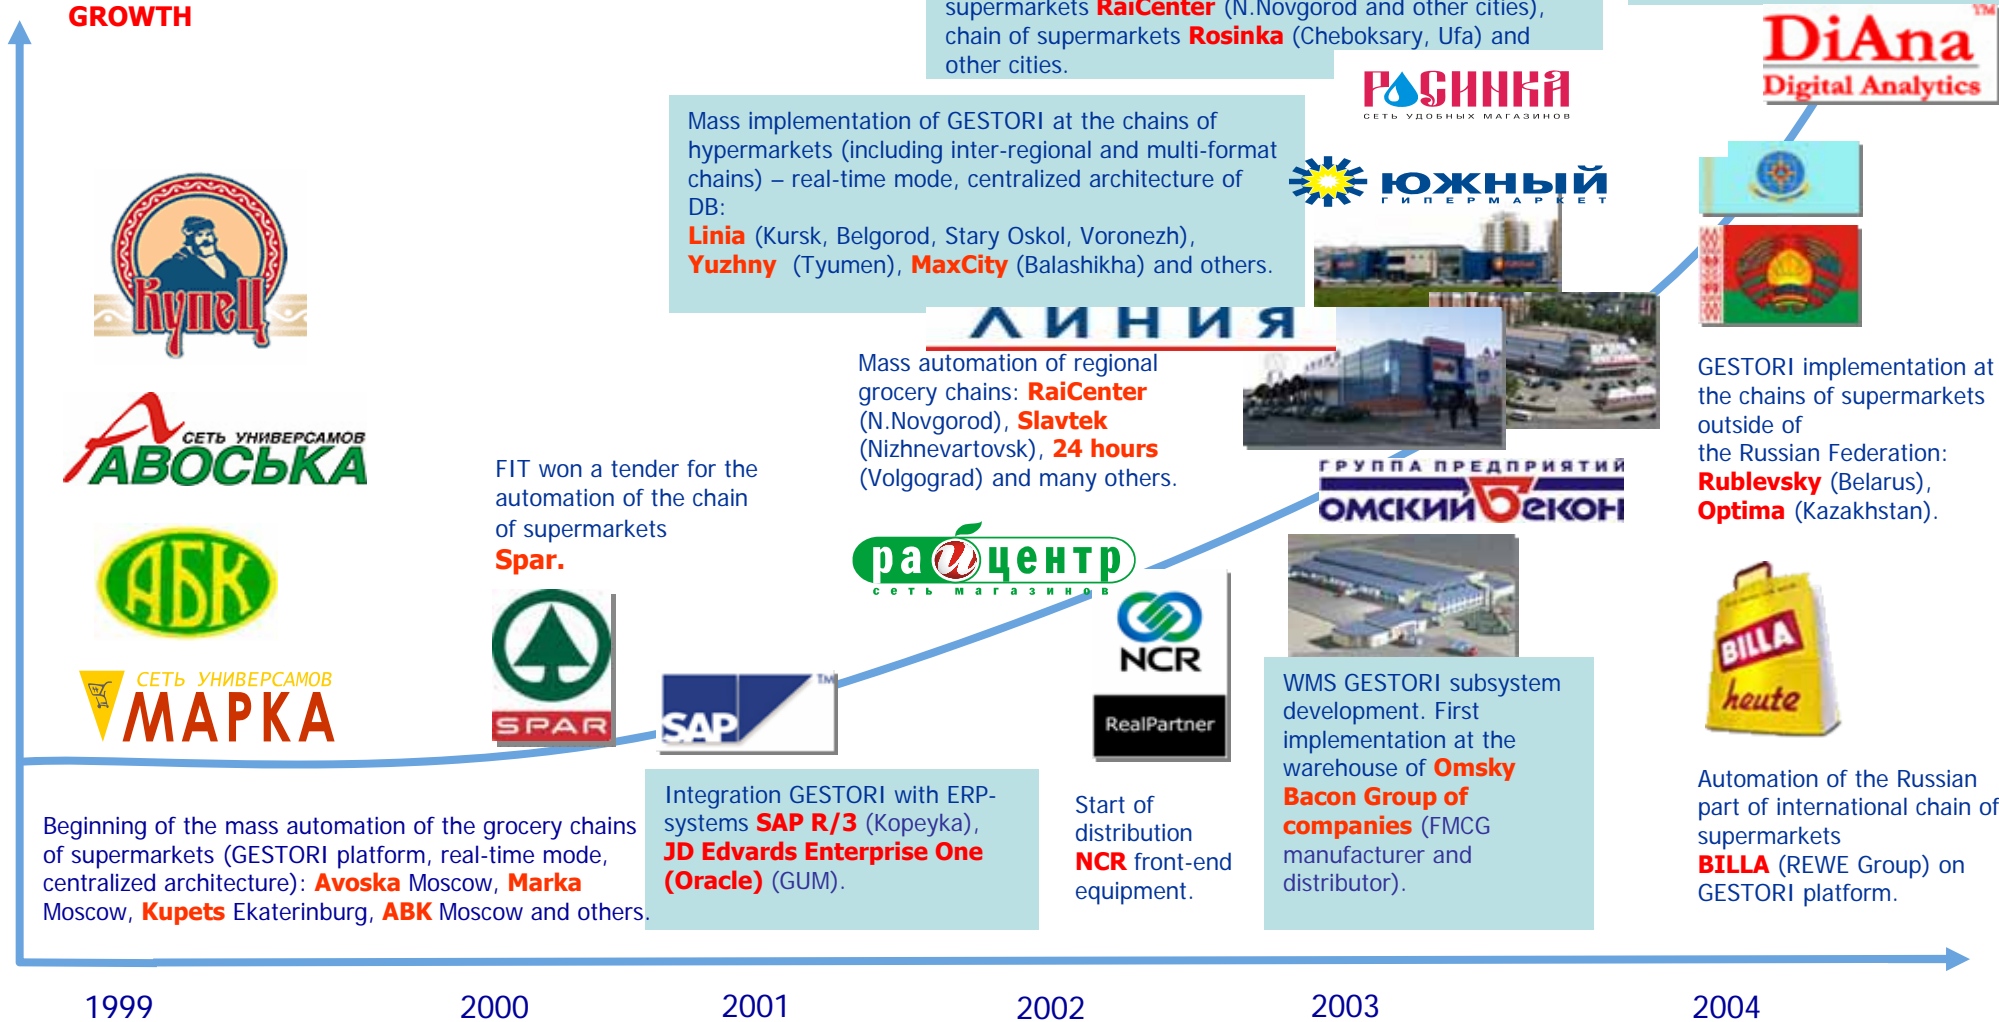 GROWTH
supermarkets RaiCenter (N.Novgorod and other cities),
chain of supermarkets Rosinka (Cheboksary, Ufa) and
other cities.
DiAna
TM
Digital Analytics
РОСИНКА
СЕТЬ УДОБНЫХ МАГАЗИНОВ
Mass implementation of GESTORI at the chains of
hypermarkets (including inter-regional and multi-format
chains) – real-time mode, centralized architecture of
DB:
Linia (Kursk, Belgorod, Stary Oskol, Voronezh),
Yuzhny (Tyumen), MaxCity (Balashikha) and others.
ЮЖНЫЙ
ГИПЕРМАРКЕТ
Купец
ЛИНИЯ
Mass automation of regional
grocery chains: RaiCenter
(N.Novgorod), Slavtek
(Nizhnevartovsk), 24 hours
(Volgograd) and many others.
GESTORI implementation at
the chains of supermarkets
outside of
the Russian Federation:
Rublevsky (Belarus),
Optima (Kazakhstan).
СЕТЬ УНИВЕРСАМОВ
АВОСЬКА
FIT won a tender for the
automation of the chain
of supermarkets
Spar.
ГРУППА ПРЕДПРИЯТИЙ
ОМСКИЙ БЕКОН
АБК
райцентр
сеть магазинов
NCR
RealPartner
BILLA
heute
СЕТЬ УНИВЕРСАМОВ
МАРКА
SPAR
SAP
TM
WMS GESTORI subsystem
development. First
implementation at the
warehouse of Omsky
Bacon Group of
companies (FMCG
manufacturer and
distributor).
Beginning of the mass automation of the grocery chains
of supermarkets (GESTORI platform, real-time mode,
centralized architecture): Avoska Moscow, Marka
Moscow, Kupets Ekaterinburg, ABK Moscow and others.
Integration GESTORI with ERP-
systems SAP R/3 (Kopeyka),
JD Edvards Enterprise One
(Oracle) (GUM).
Start of
distribution
NCR front-end
equipment.
Automation of the Russian
part of international chain of
supermarkets
BILLA (REWE Group) on
GESTORI platform.
1999
2000
2001
2002
2003
2004